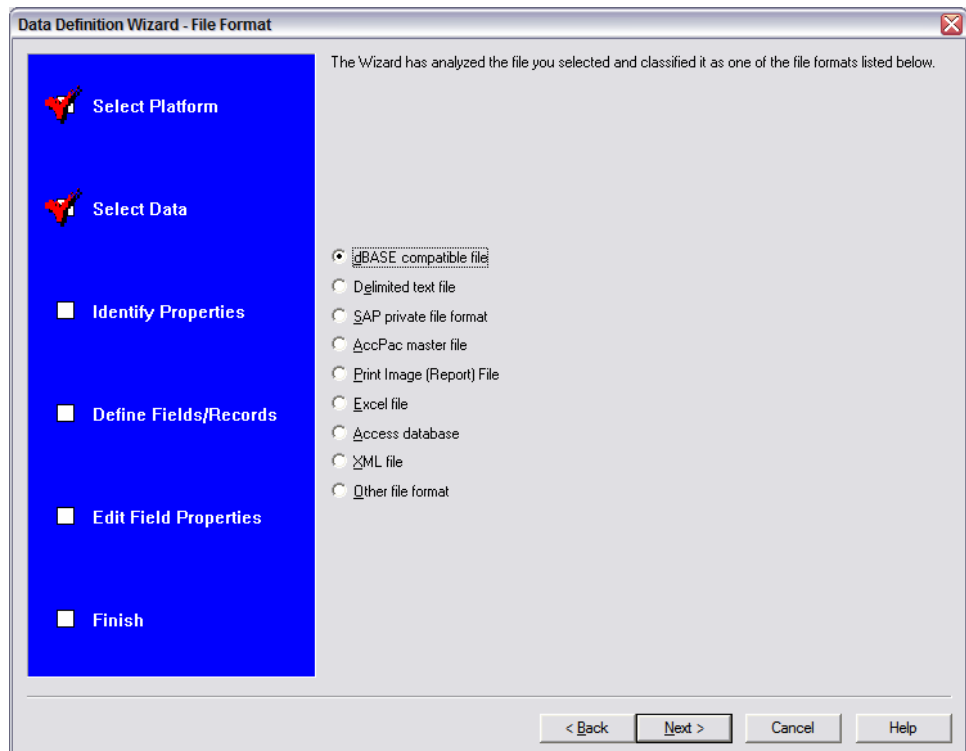 Data Definition Wizard - File Format
Select Platform
Select Data
Identify Properties
Define Fields/Records
Edit Field Properties
Finish
The Wizard has analyzed the file you selected and classified it as one of the file formats listed below.
dBASE compatible file
Delimited text file
SAP private file format
AccPac master file
Print Image (Report) File
Excel file
Access database
XML file
Other file format
< Back
Next >
Cancel
Help